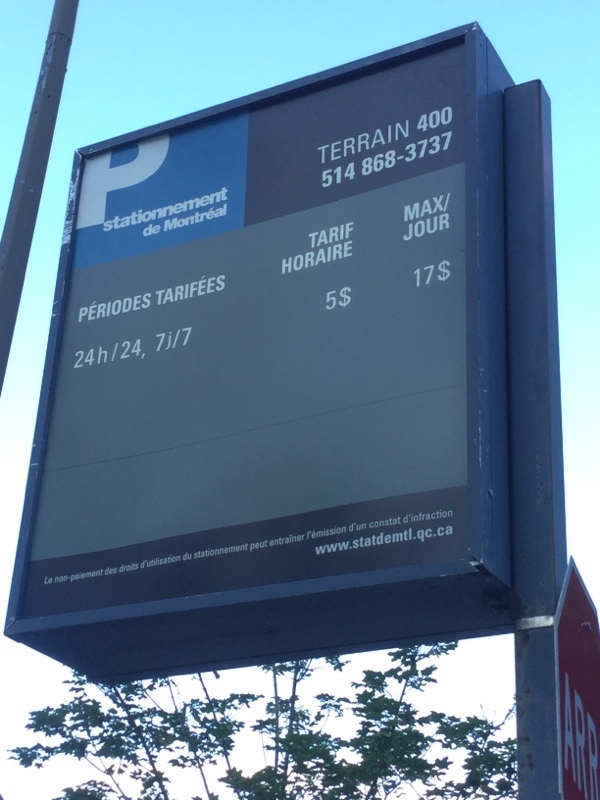 P
stationnement
de Montréal
TERRAIN 400
514 868-3737
PÉRIODES TARIFÉES
TARIF
HORAIRE
MAX/
JOUR
24h/24, 7j/7
5$
17$
Le non-paiement des droits d'utilisation du stationnement peut entraîner l'émission d'un constat d'infraction
www.statdemtl.qc.ca
ARR